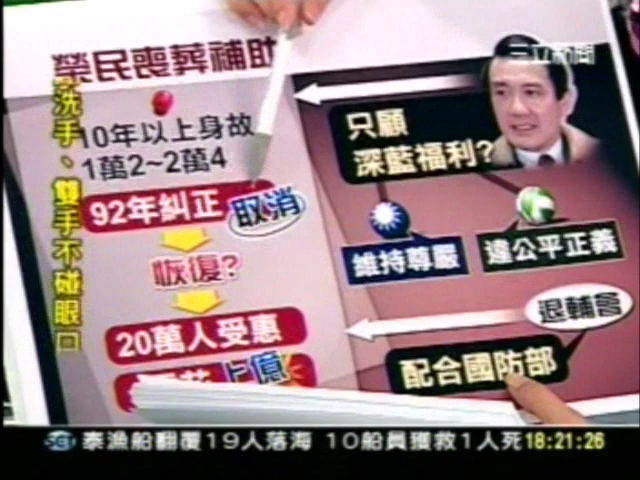 榮民喪葬補助
三立新聞
洗手、雙手不碰眼口
10年以上身故
1萬2~2萬4
92年糾正
取消
恢復?
20萬人受惠
上億
只顧
深藍福利?
維持尊嚴
違公平正義
退輔會
配合國防部
SET 泰漁船翻覆19人落海 10船員獲救1人死 18:21:26